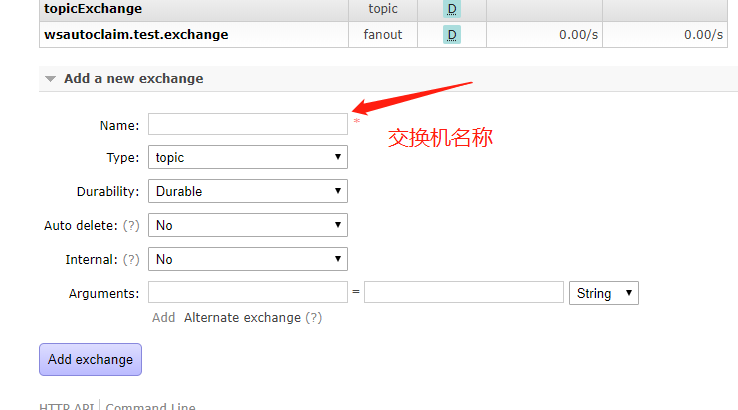 topicExchange topic D
wsautoclaim.test.exchange fanout D 0.00/s 0.00/s
Add a new exchange
Name: *
交换机名称
Type: topic
Durability: Durable
Auto delete: (?) No
Internal: (?) No
Arguments: = String
Add Alternate exchange (?)
Add exchange
HTTP API Command Line